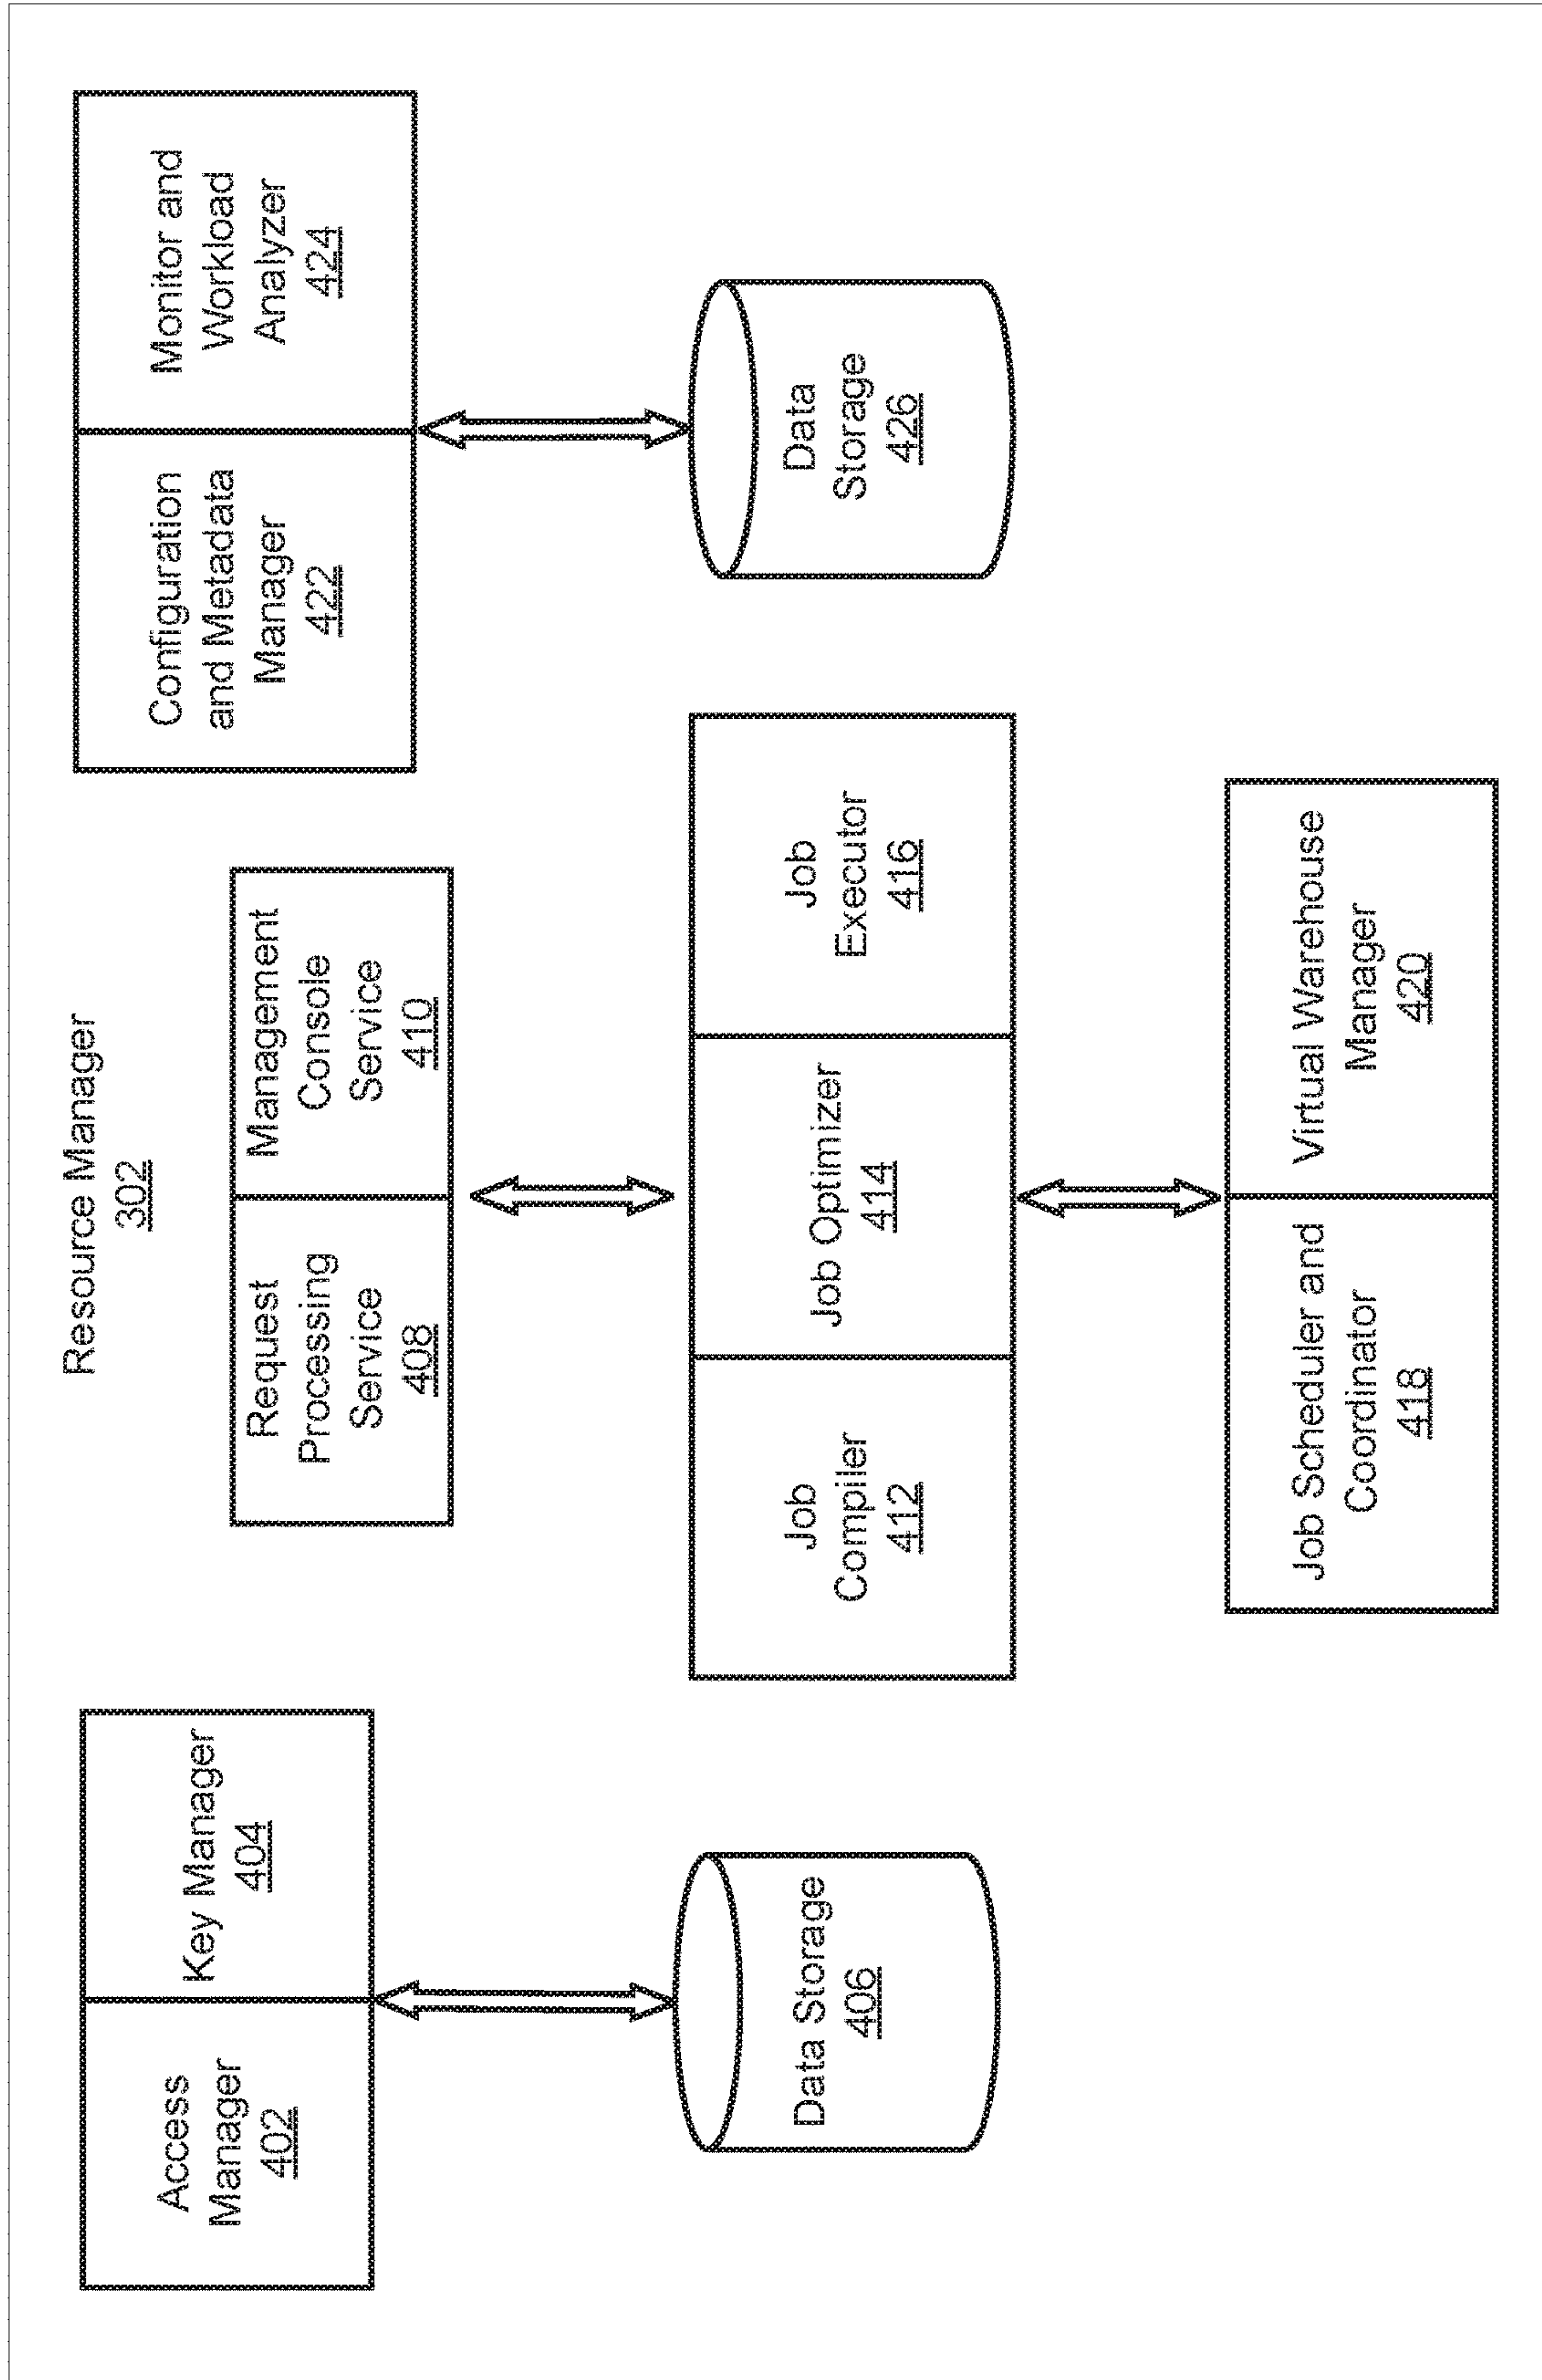 Resource Manager
302
Access
Manager
402
Key Manager
404
Data Storage
406
Request
Processing
Service
408
Management
Console
Service
410
Job
Compiler
412
Job Optimizer
414
Job
Executor
416
Job Scheduler and
Coordinator
418
Virtual Warehouse
Manager
420
Configuration
and Metadata
Manager
422
Monitor and
Workload
Analyzer
424
Data
Storage
426